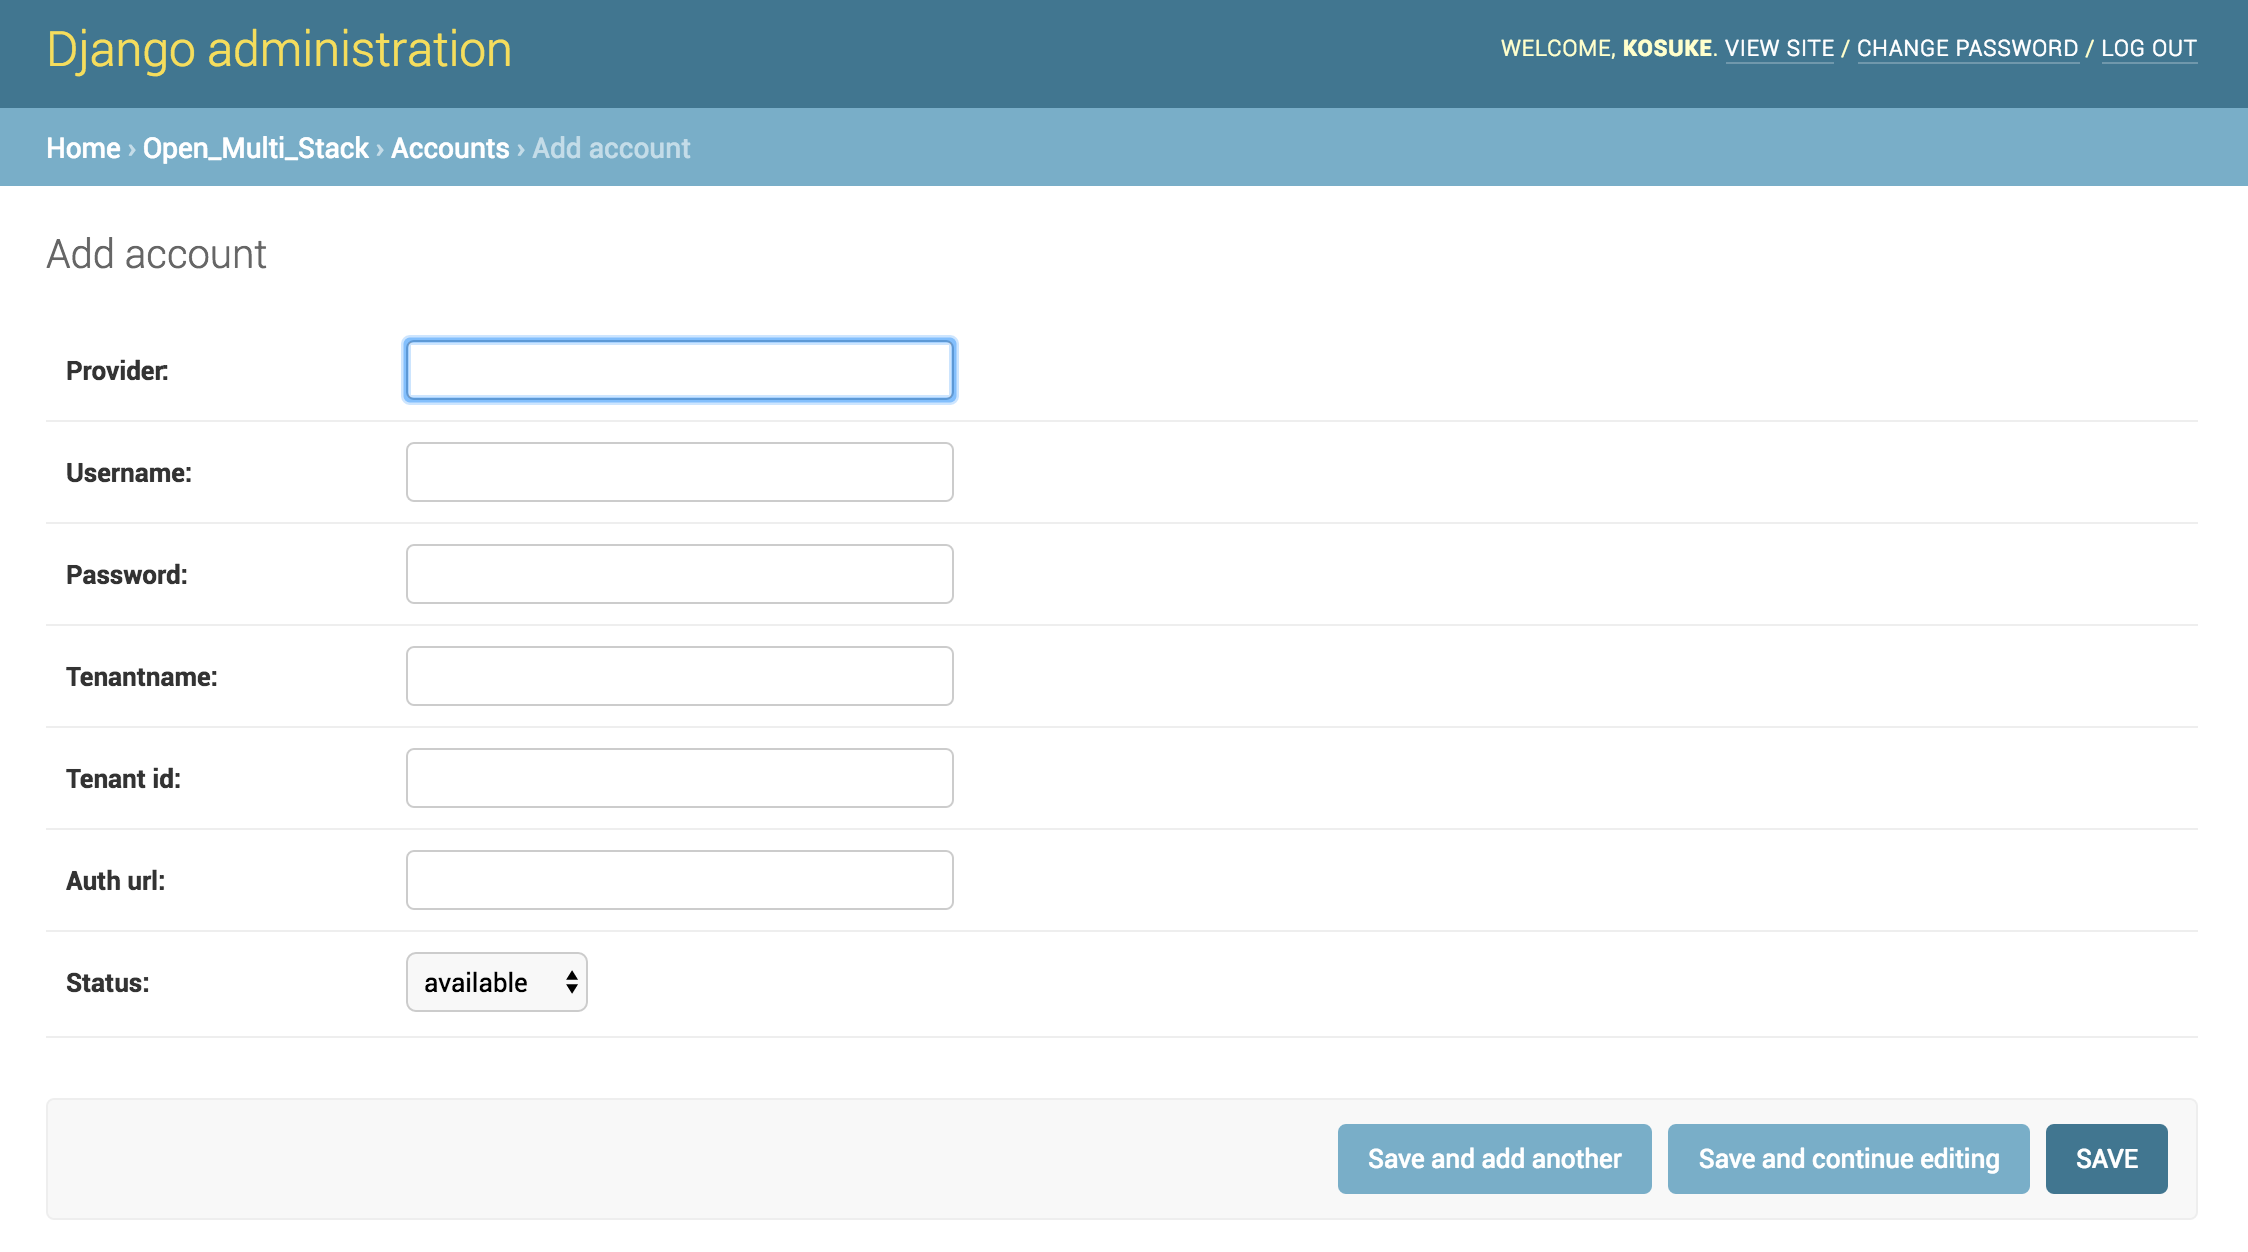 Django administration
WELCOME, KOSUKE. VIEW SITE / CHANGE PASSWORD / LOG OUT
Home › Open_Multi_Stack › Accounts › Add account
Add account
Provider:
Username:
Password:
Tenantname:
Tenant id:
Auth url:
Status: available
Save and add another Save and continue editing SAVE